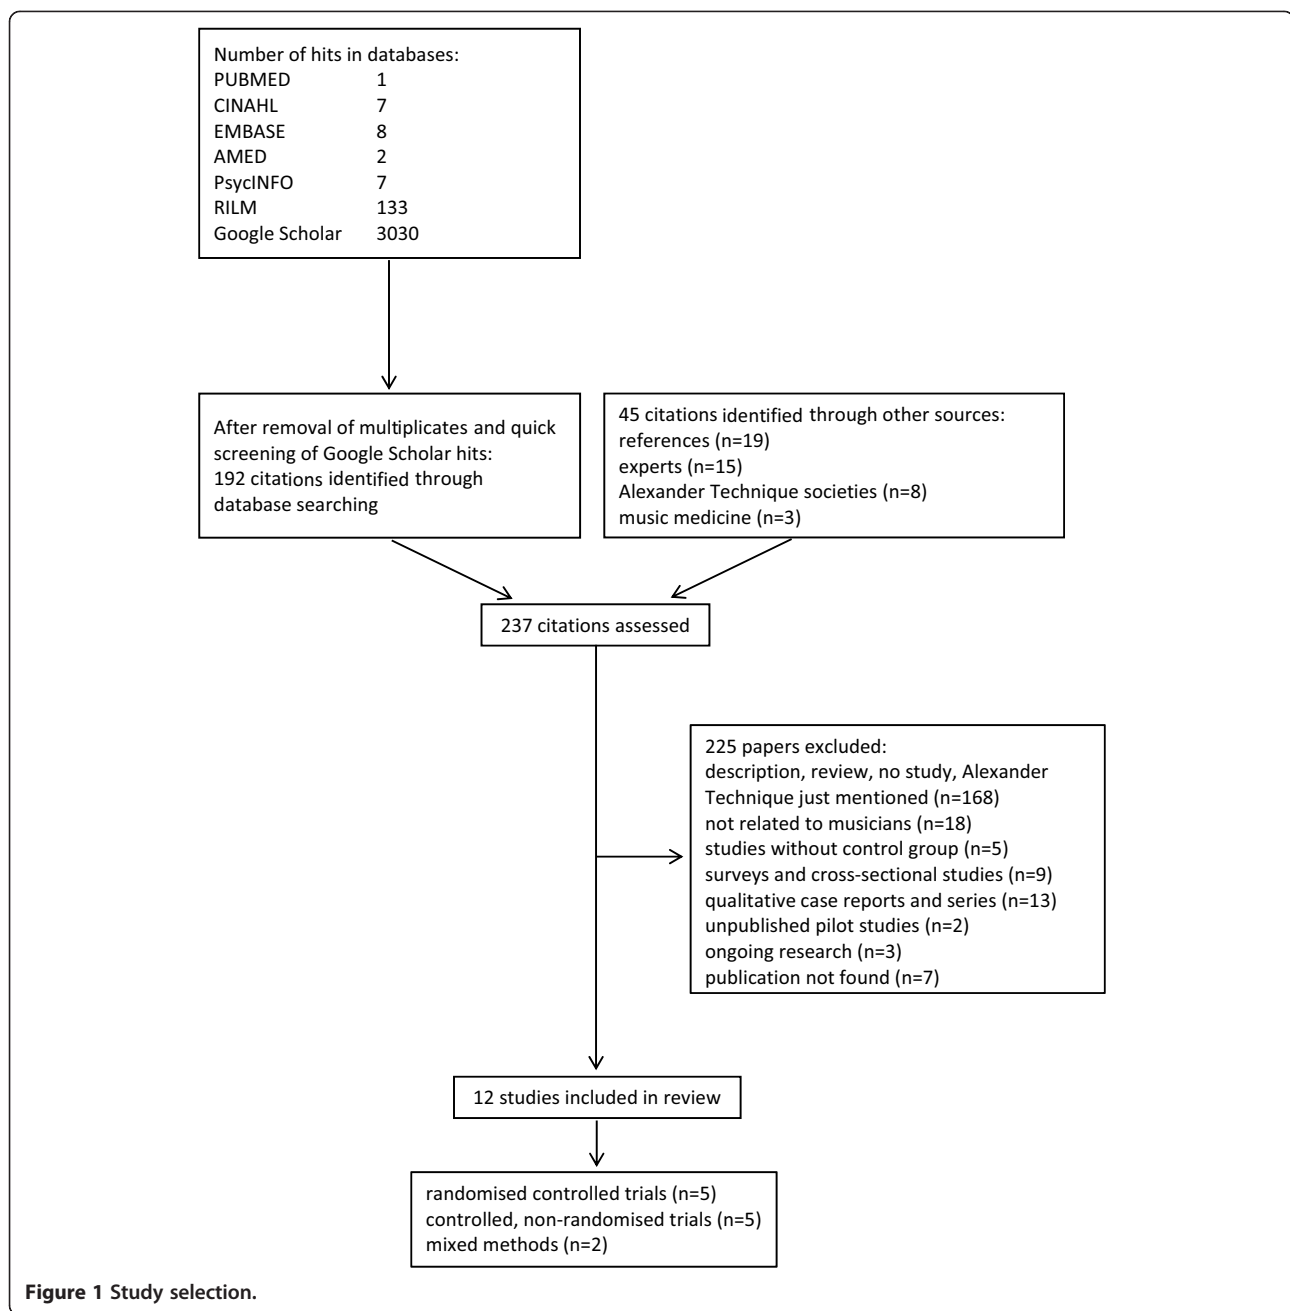 Number of hits in databases:
PUBMED 1
CINAHL 7
EMBASE 8
AMED 2
PsycINFO 7
RILM 133
Google Scholar 3030
After removal of multiplicates and quick
screening of Google Scholar hits:
192 citations identified through
database searching
45 citations identified through other sources:
references (n=19)
experts (n=15)
Alexander Technique societies (n=8)
music medicine (n=3)
237 citations assessed
225 papers excluded:
description, review, no study, Alexander
Technique just mentioned (n=168)
not related to musicians (n=18)
studies without control group (n=5)
surveys and cross-sectional studies (n=9)
qualitative case reports and series (n=13)
unpublished pilot studies (n=2)
ongoing research (n=3)
publication not found (n=7)
12 studies included in review
randomised controlled trials (n=5)
controlled, non-randomised trials (n=5)
mixed methods (n=2)
Figure 1 Study selection.